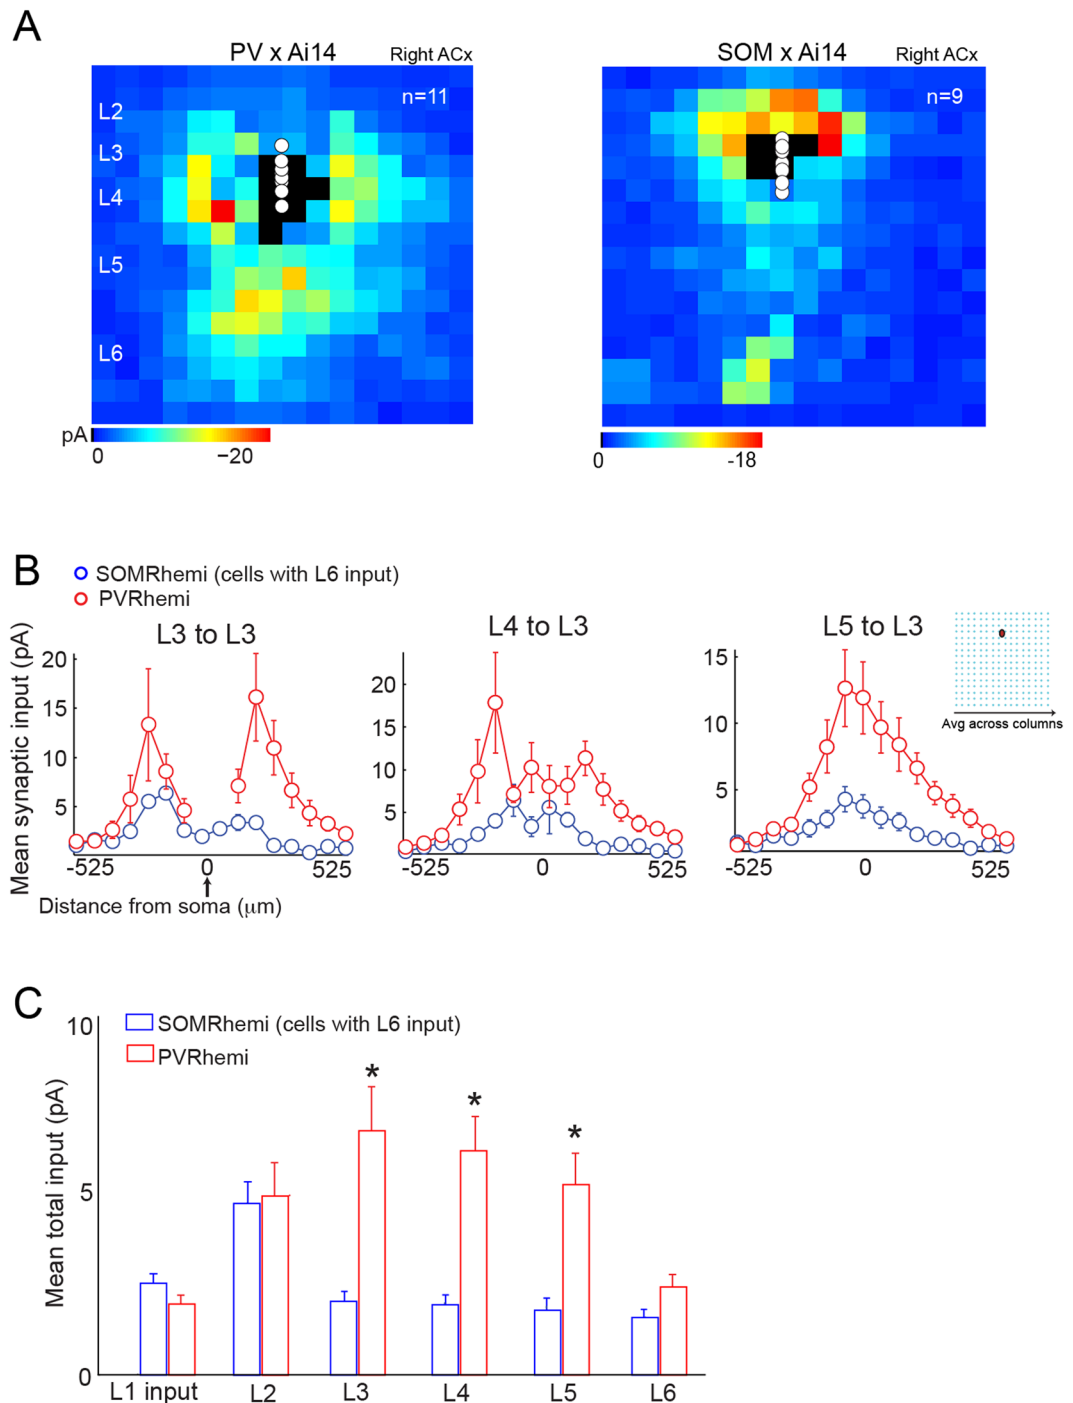 A
PV x Ai14
Right ACx
n=11
L2
L3
L4
L5
L6
pA
0
−20
SOM x Ai14
Right ACx
n=9
0
-18
B
SOMRhemi (cells with L6 input)
PVRhemi
Mean synaptic input (pA)
L3 to L3
20
15
10
5
-525
0
525
Distance from soma (μm)
L4 to L3
20
15
10
5
-525
0
525
L5 to L3
15
10
5
-525
0
525
Avg across columns
C
SOMRhemi (cells with L6 input)
PVRhemi
Mean total input (pA)
10
5
0
* * *
L1 input L2 L3 L4 L5 L6